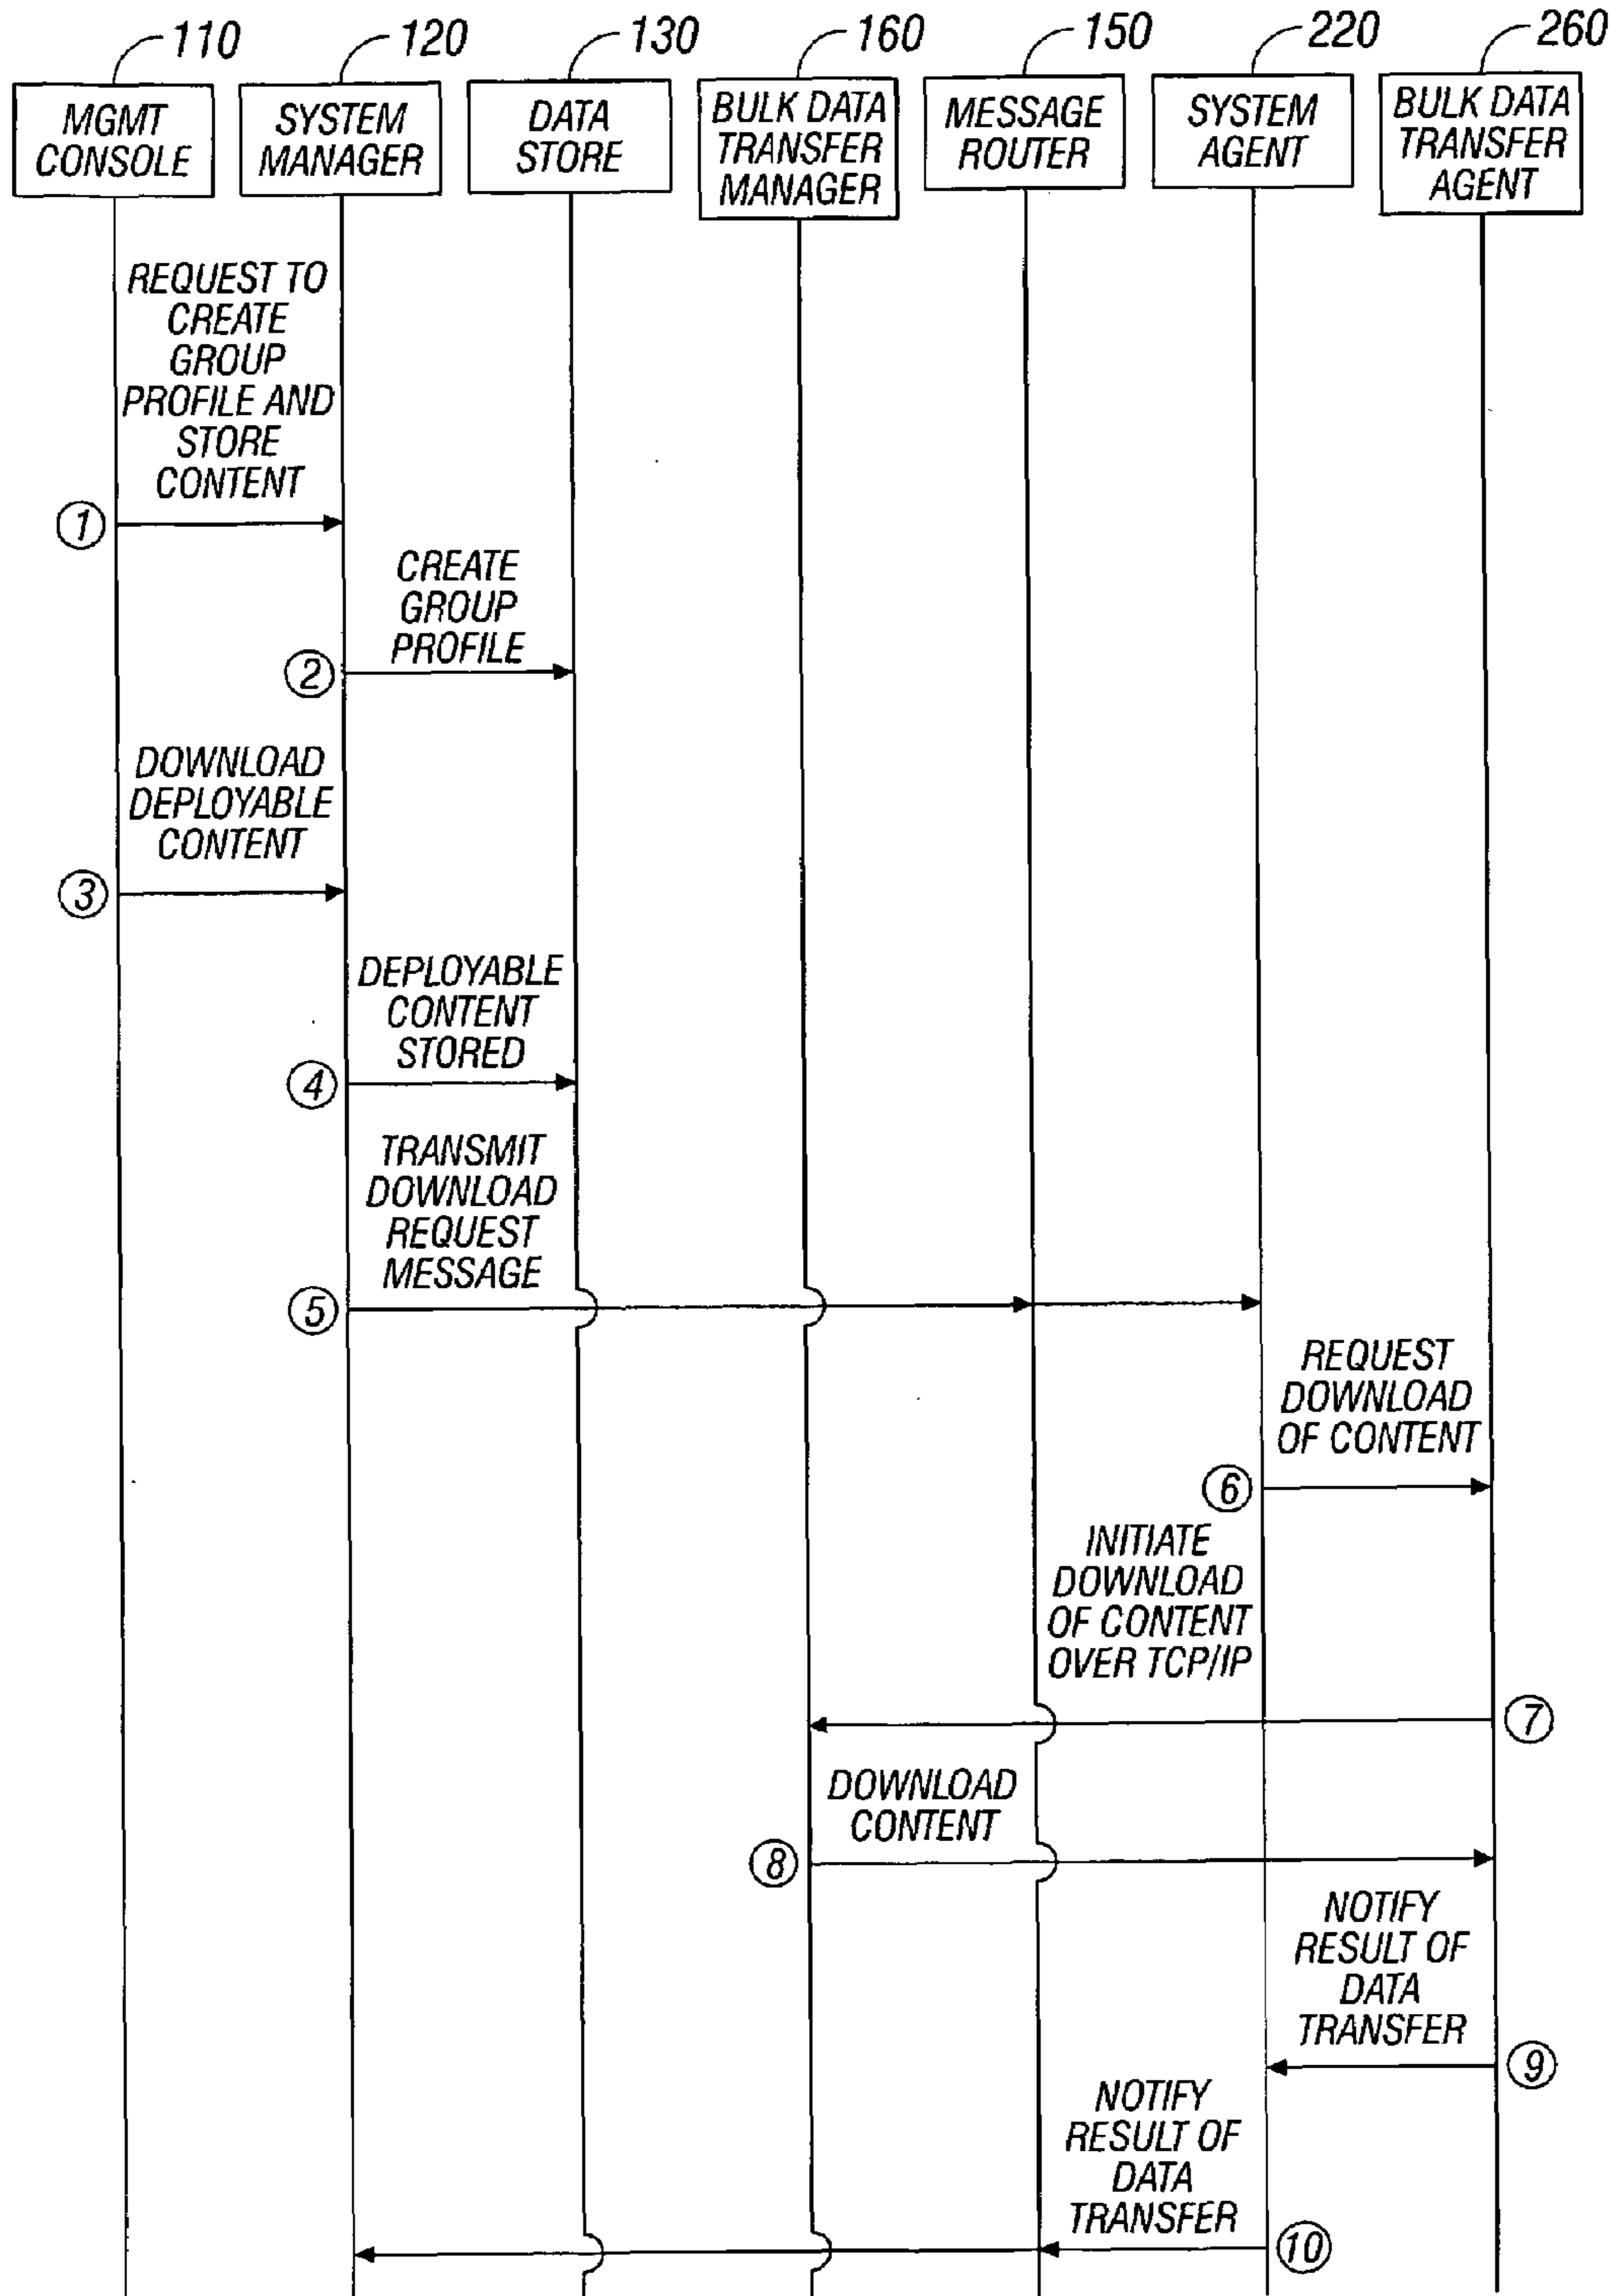 110
120
130
160
150
220
260
MGMT
CONSOLE
SYSTEM
MANAGER
DATA
STORE
BULK DATA
TRANSFER
MANAGER
MESSAGE
ROUTER
SYSTEM
AGENT
BULK DATA
TRANSFER
AGENT
REQUEST TO
CREATE
GROUP
PROFILE AND
STORE
CONTENT
1
CREATE
GROUP
PROFILE
2
DOWNLOAD
DEPLOYABLE
CONTENT
3
DEPLOYABLE
CONTENT
STORED
4
TRANSMIT
DOWNLOAD
REQUEST
MESSAGE
5
REQUEST
DOWNLOAD
OF CONTENT
6
INITIATE
DOWNLOAD
OF CONTENT
OVER TCP/IP
7
DOWNLOAD
CONTENT
8
NOTIFY
RESULT OF
DATA
TRANSFER
9
NOTIFY
RESULT OF
DATA
TRANSFER
10